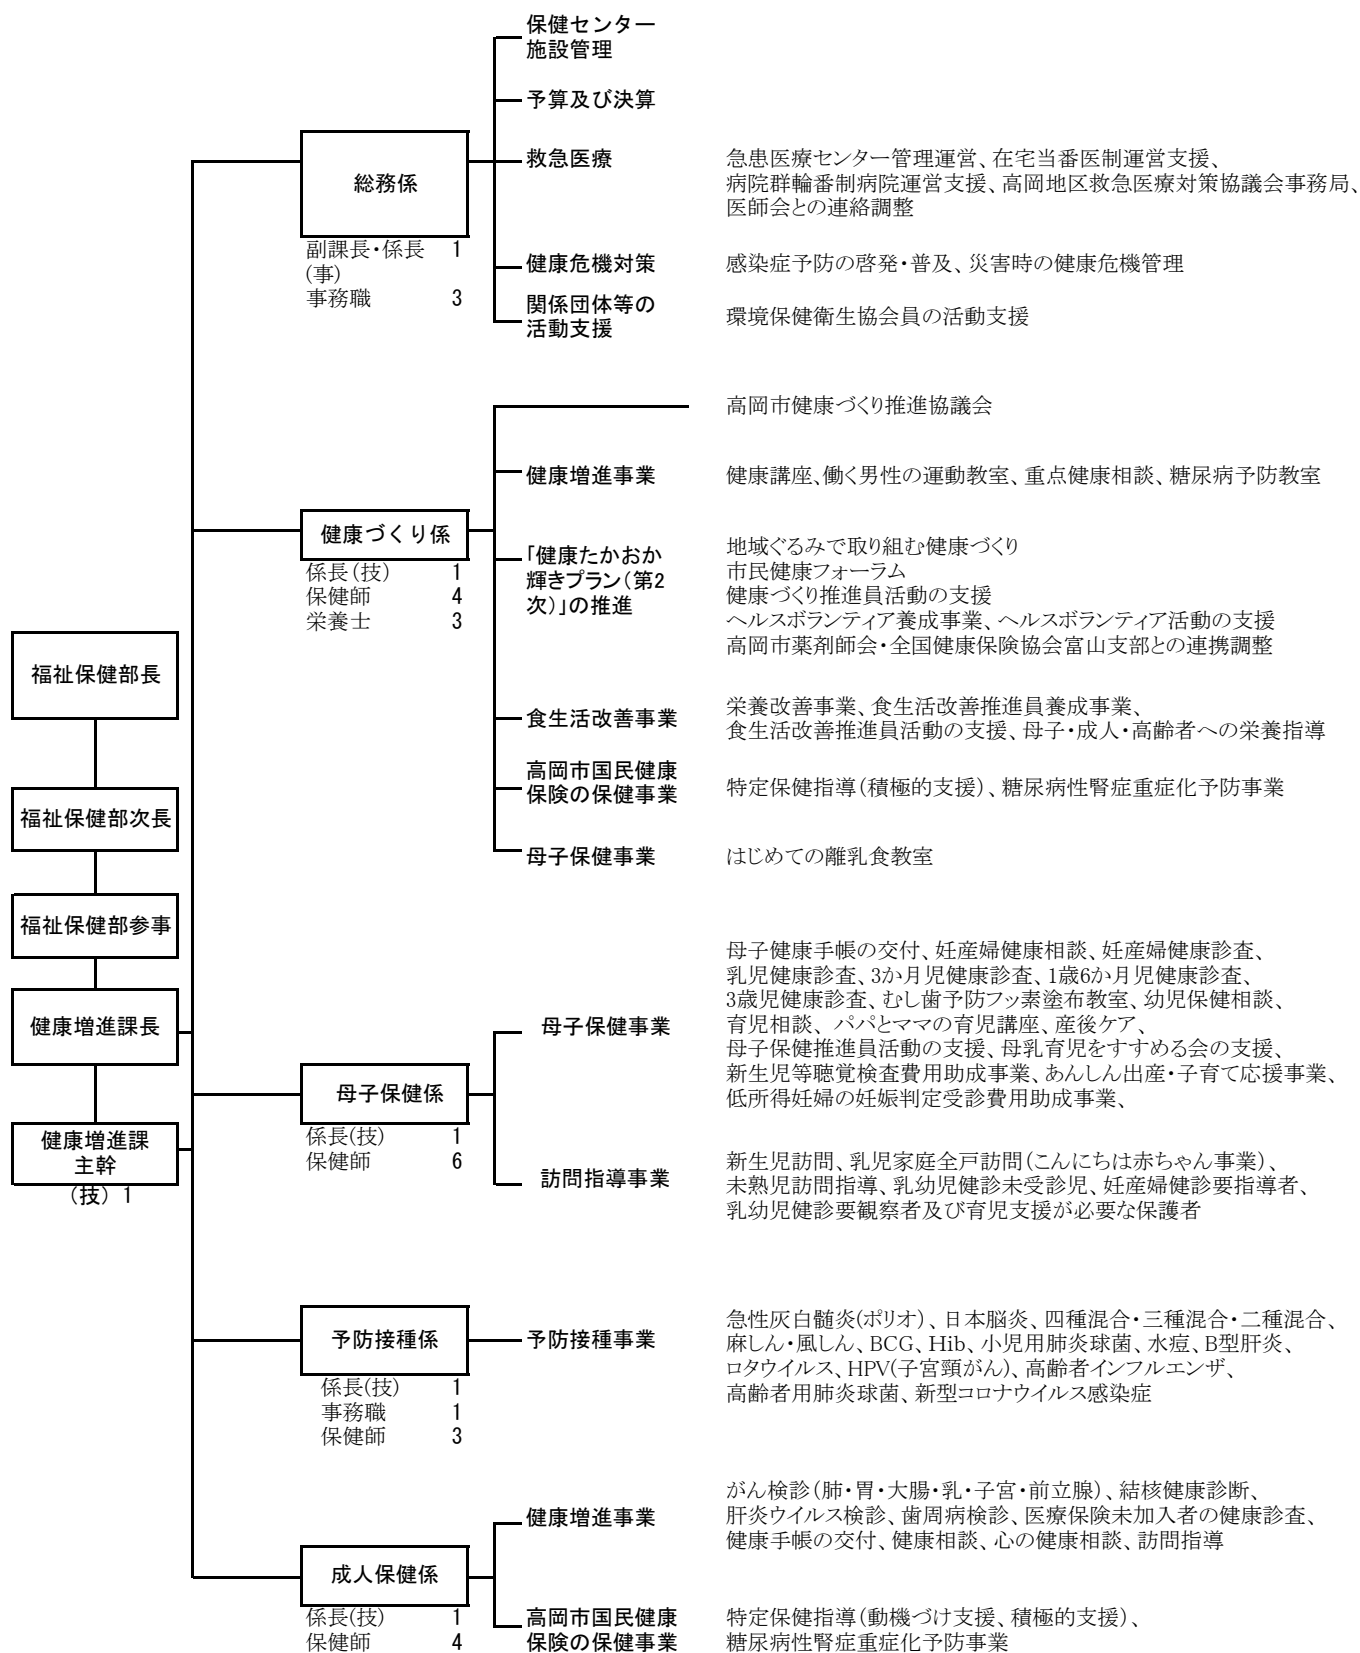 福祉保健部長
福祉保健部次長
福祉保健部参事
健康増進課長
健康増進課
主幹
(技) 1
総務係
副課長・係長 1
(事)
事務職 3
保健センター
施設管理
予算及び決算
救急医療
急患医療センター管理運営、在宅当番医制運営支援、
病院群輪番制病院運営支援、高岡地区救急医療対策協議会事務局、
医師会との連絡調整
健康危機対策
感染症予防の啓発・普及、災害時の健康危機管理
関係団体等の
活動支援
環境保健衛生協会員の活動支援
健康づくり係
係長(技) 1
保健師 4
栄養士 3
高岡市健康づくり推進協議会
健康増進事業
健康講座、働く男性の運動教室、重点健康相談、糖尿病予防教室
「健康たかおか
輝きプラン(第2
次)」の推進
地域ぐるみで取り組む健康づくり
市民健康フォーラム
健康づくり推進員活動の支援
ヘルスボランティア養成事業、ヘルスボランティア活動の支援
高岡市薬剤師会・全国健康保険協会富山支部との連携調整
食生活改善事業
栄養改善事業、食生活改善推進員養成事業、
食生活改善推進員活動の支援、母子・成人・高齢者への栄養指導
高岡市国民健康
保険の保健事業
特定保健指導(積極的支援)、糖尿病性腎症重症化予防事業
母子保健事業
はじめての離乳食教室
母子保健係
係長(技) 1
保健師 6
母子保健事業
母子健康手帳の交付、妊産婦健康相談、妊産婦健康診査、
乳児健康診査、3か月児健康診査、1歳6か月児健康診査、
3歳児健康診査、むし歯予防フッ素塗布教室、幼児保健相談、
育児相談、パパとママの育児講座、産後ケア、
母子保健推進員活動の支援、母乳育児をすすめる会の支援、
新生児等聴覚検査費用助成事業、あんしん出産・子育て応援事業、
低所得妊婦の妊娠判定受診費用助成事業、
訪問指導事業
新生児訪問、乳児家庭全戸訪問(こんにちは赤ちゃん事業)、
未熟児訪問指導、乳幼児健診未受診児、妊産婦健診要指導者、
乳幼児健診要観察者及び育児支援が必要な保護者
予防接種係
係長(技) 1
事務職 1
保健師 3
予防接種事業
急性灰白髄炎(ポリオ)、日本脳炎、四種混合・三種混合・二種混合、
麻しん・風しん、BCG、Hib、小児用肺炎球菌、水痘、B型肝炎、
ロタウイルス、HPV(子宮頸がん)、高齢者インフルエンザ、
高齢者用肺炎球菌、新型コロナウイルス感染症
成人保健係
係長(技) 1
保健師 4
健康増進事業
がん検診(肺・胃・大腸・乳・子宮・前立腺)、結核健康診断、
肝炎ウイルス検診、歯周病検診、医療保険未加入者の健康診査、
健康手帳の交付、健康相談、心の健康相談、訪問指導
高岡市国民健康
保険の保健事業
特定保健指導(動機づけ支援、積極的支援)、
糖尿病性腎症重症化予防事業